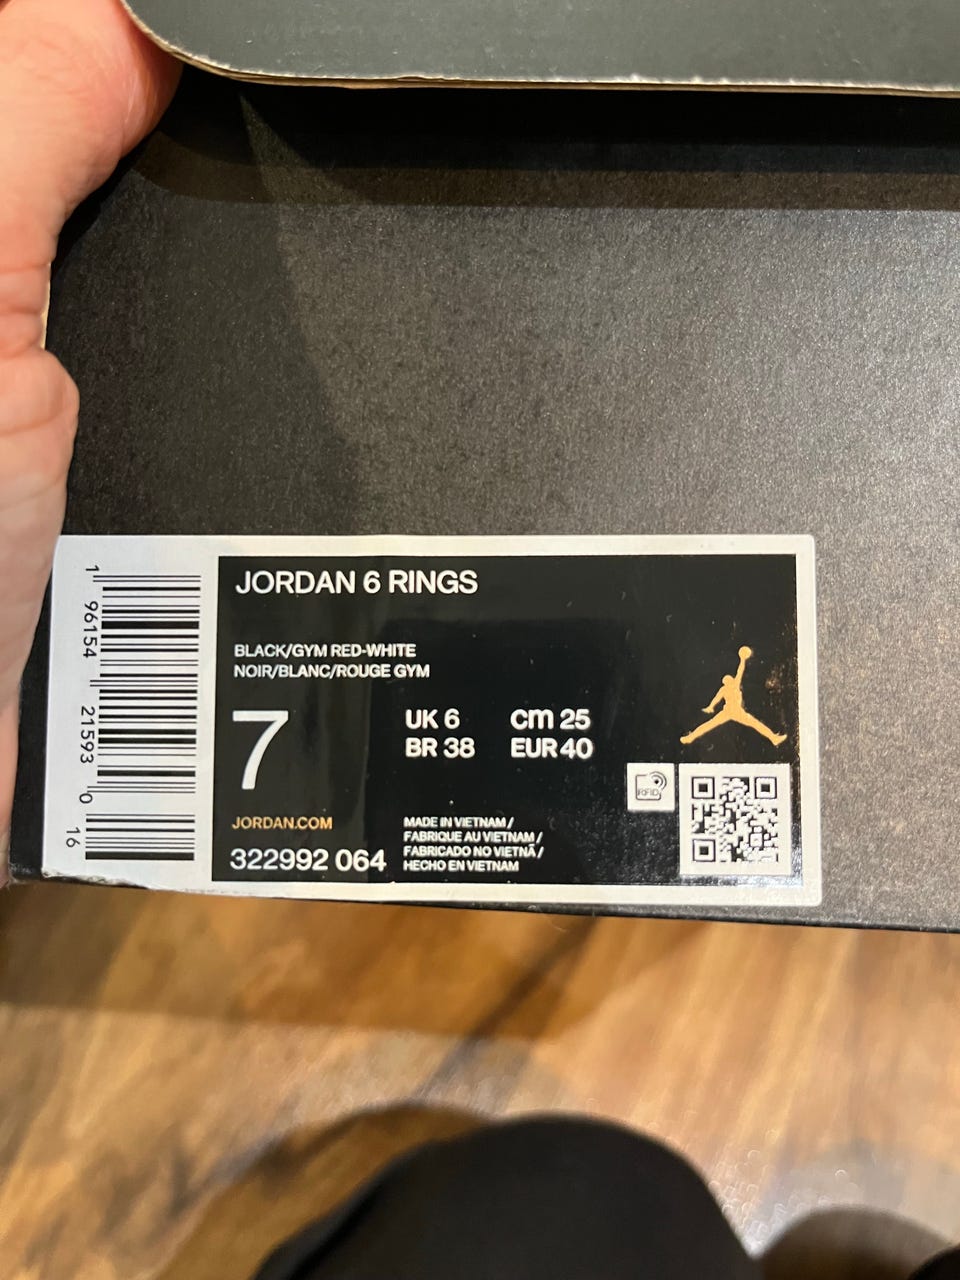 JORDAN 6 RINGS
BLACK/GYM RED-WHITE
NOIR/BLANC/ROUGE GYM
7
UK 6
cm 25
BR 38
EUR 40
RFID
JORDAN.COM
322992 064
MADE IN VIETNAM /
FABRIQUE AU VIETNAM /
FABRICADO NO VIETNÃ /
HECHO EN VIETNAM
1 96154 21593 0 16